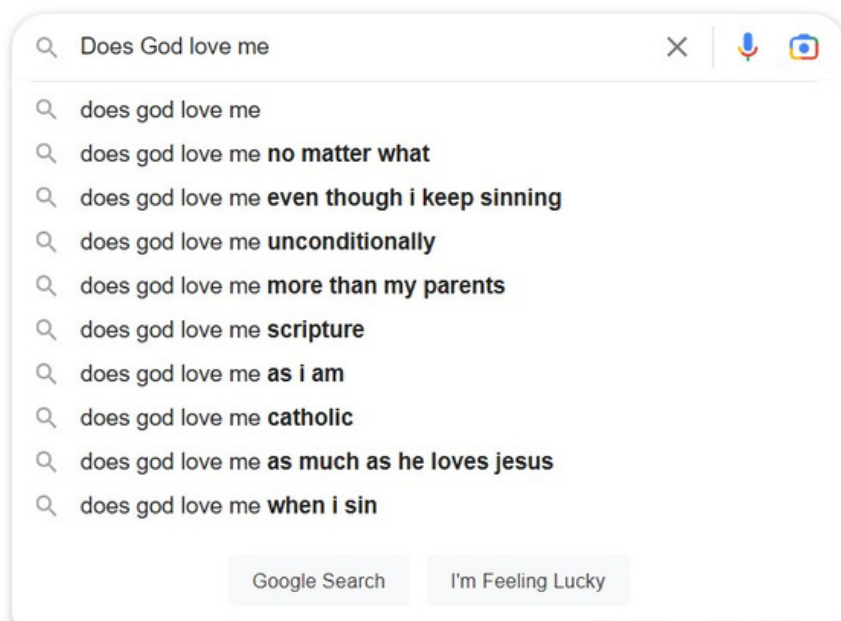 Does God love me
does god love me
does god love me no matter what
does god love me even though i keep sinning
does god love me unconditionally
does god love me more than my parents
does god love me scripture
does god love me as i am
does god love me catholic
does god love me as much as he loves jesus
does god love me when i sin
Google Search I'm Feeling Lucky